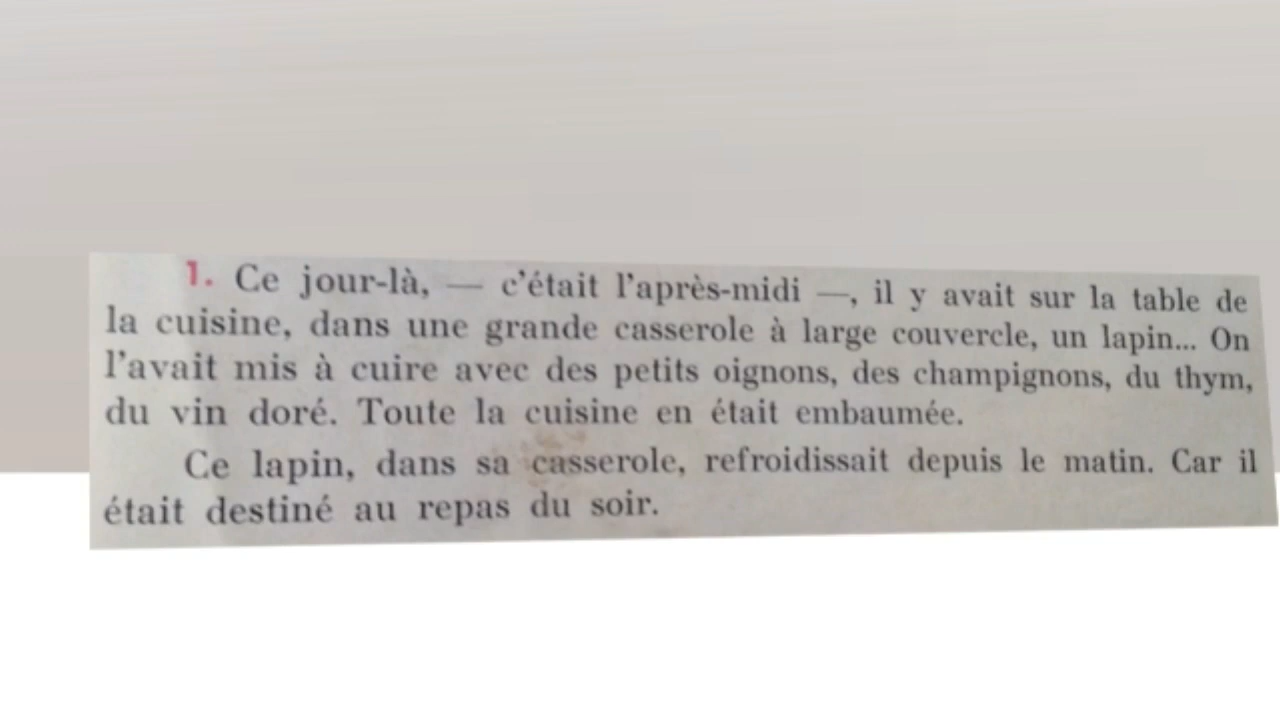 1. Ce jour-là, — c'était l'après-midi —, il y avait sur la table de
la cuisine, dans une grande casserole à large couvercle, un lapin... On
l'avait mis à cuire avec des petits oignons, des champignons, du thym,
du vin doré. Toute la cuisine en était embaumée.
Ce lapin, dans sa casserole, refroidissait depuis le matin. Car il
était destiné au repas du soir.